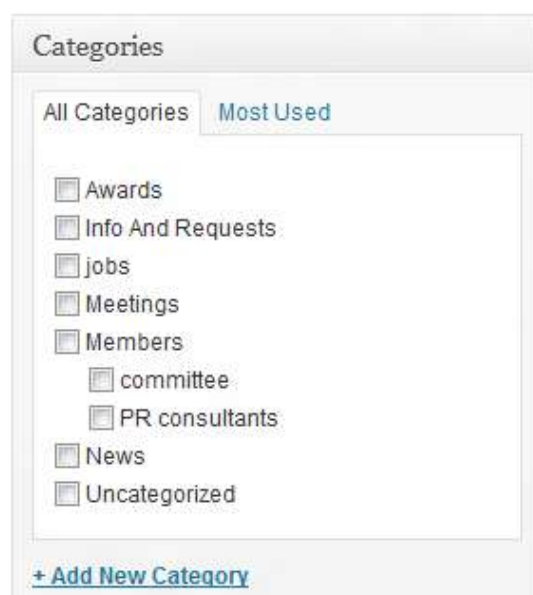 Categories
All Categories Most Used
Awards
Info And Requests
jobs
Meetings
Members
committee
PR consultants
News
Uncategorized
+ Add New Category